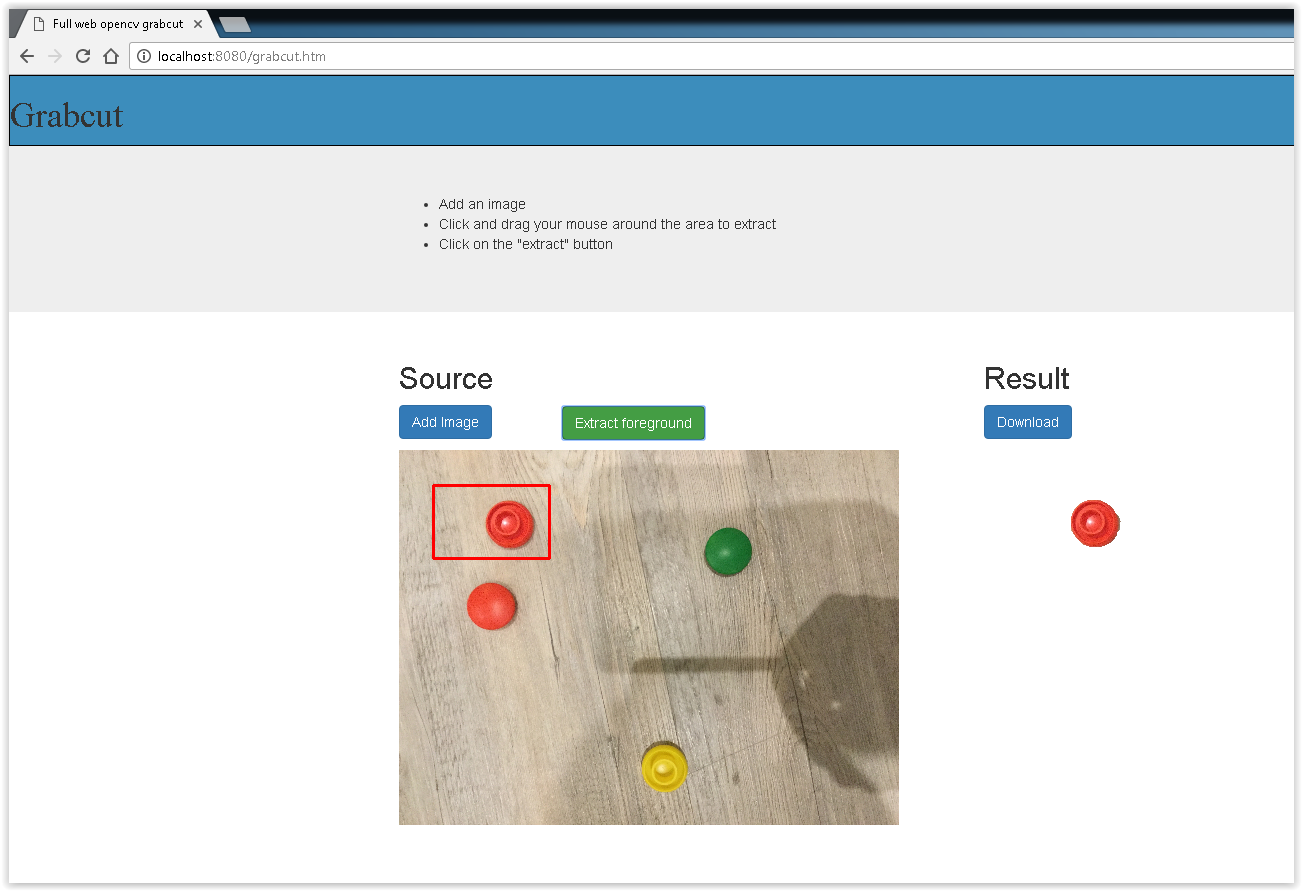 Full web opencv grabcut
localhost:8080/grabcut.htm
Grabcut
• Add an image
• Click and drag your mouse around the area to extract
• Click on the "extract" button
Source
Result
Add Image
Extract foreground
Download